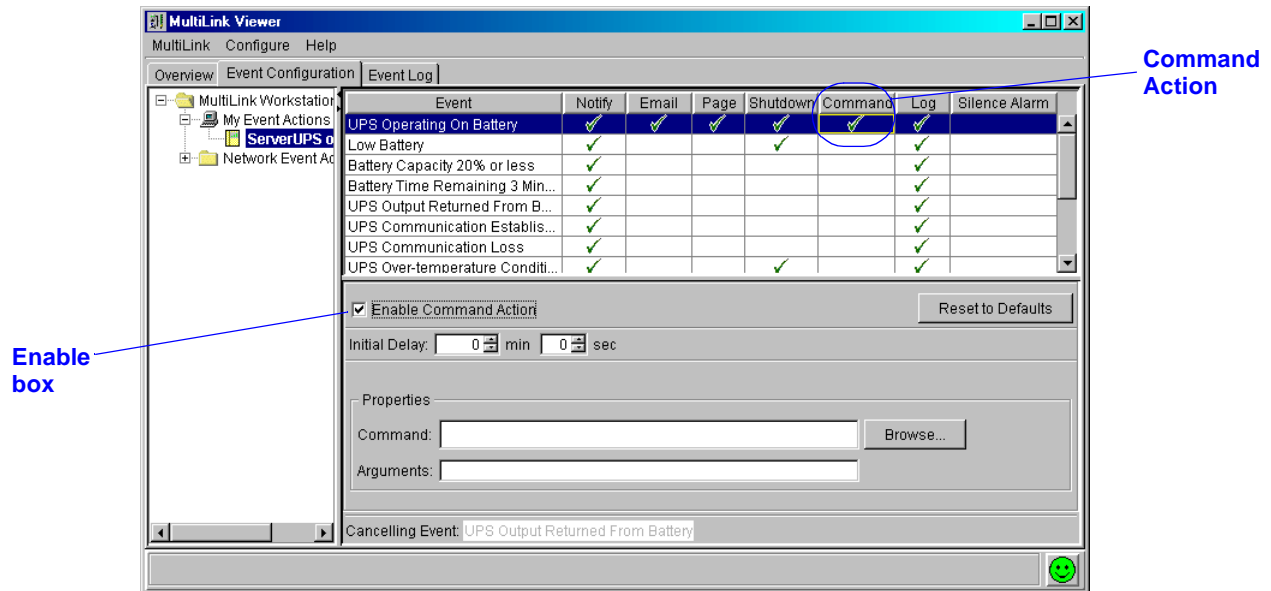 MultiLink Viewer
MultiLink Configure Help
Overview Event Configuration Event Log
Command
Action
MultiLink Workstation
My Event Actions
ServerUPS o
Network Event Ac
Event Notify Email Page Shutdown Command Log Silence Alarm
UPS Operating On Battery
Low Battery
Battery Capacity 20% or less
Battery Time Remaining 3 Min...
UPS Output Returned From B...
UPS Communication Establis...
UPS Communication Loss
UPS Over-temperature Conditi...
Enable Command Action Reset to Defaults
Initial Delay: 0 min 0 sec
Enable
box
Properties
Command: Browse...
Arguments:
Cancelling Event: UPS Output Returned From Battery